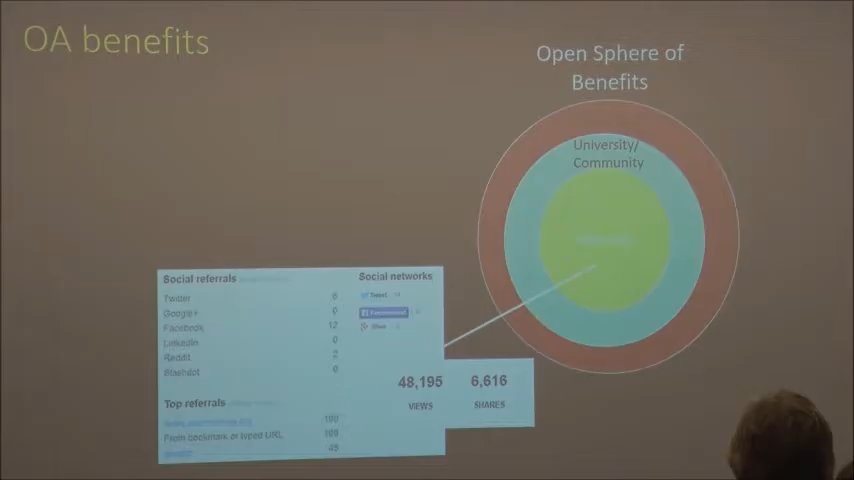 OA benefits
Open Sphere of
Benefits
University/
Community
Social referrals
Social networks
Twitter 6
Tweet
Google+ 0
Facebook 12
Share
LinkedIn 0
Reddit 2
Slashdot 0
48,195 6,616
VIEWS SHARES
Top referrals
From bookmark or typed URL